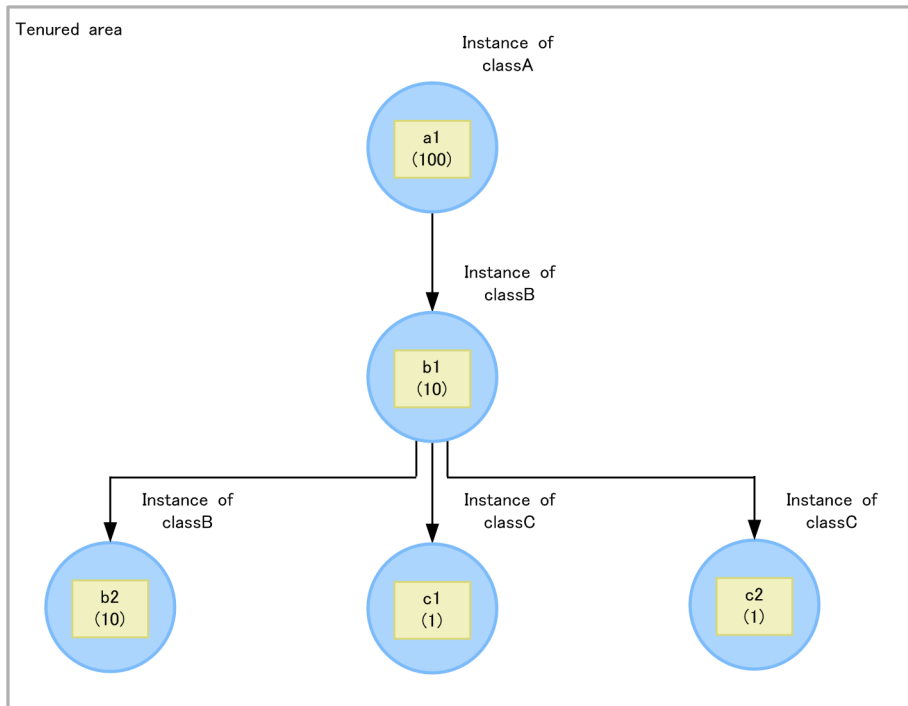 Tenured area
Instance of
classA
a1
(100)
Instance of
classB
b1
(10)
Instance of
classB
Instance of
classC
Instance of
classC
b2
(10)
c1
(1)
c2
(1)